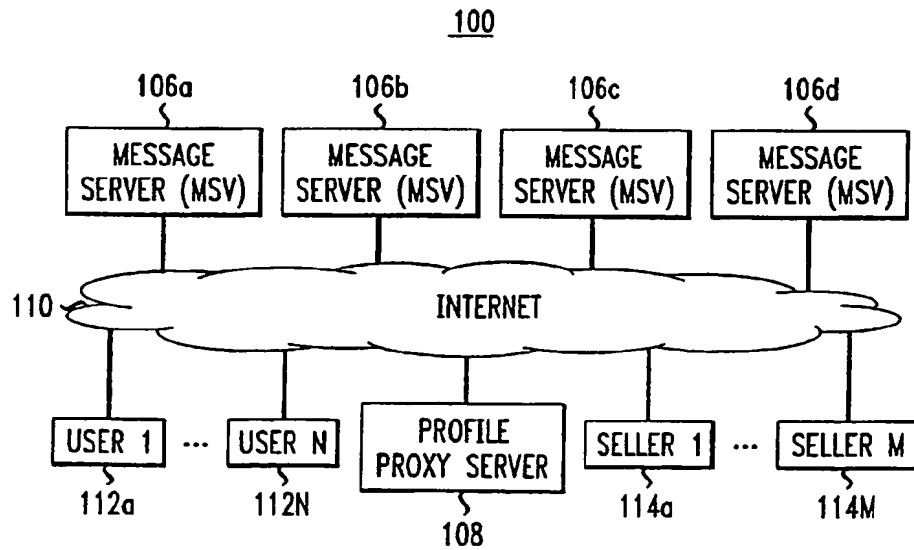 100
106a 106b 106c 106d
MESSAGE SERVER (MSV)
MESSAGE SERVER (MSV)
MESSAGE SERVER (MSV)
MESSAGE SERVER (MSV)
110
INTERNET
USER 1 ... USER N
PROFILE PROXY SERVER
SELLER 1 ... SELLER M
112a 112N 108 114a 114M